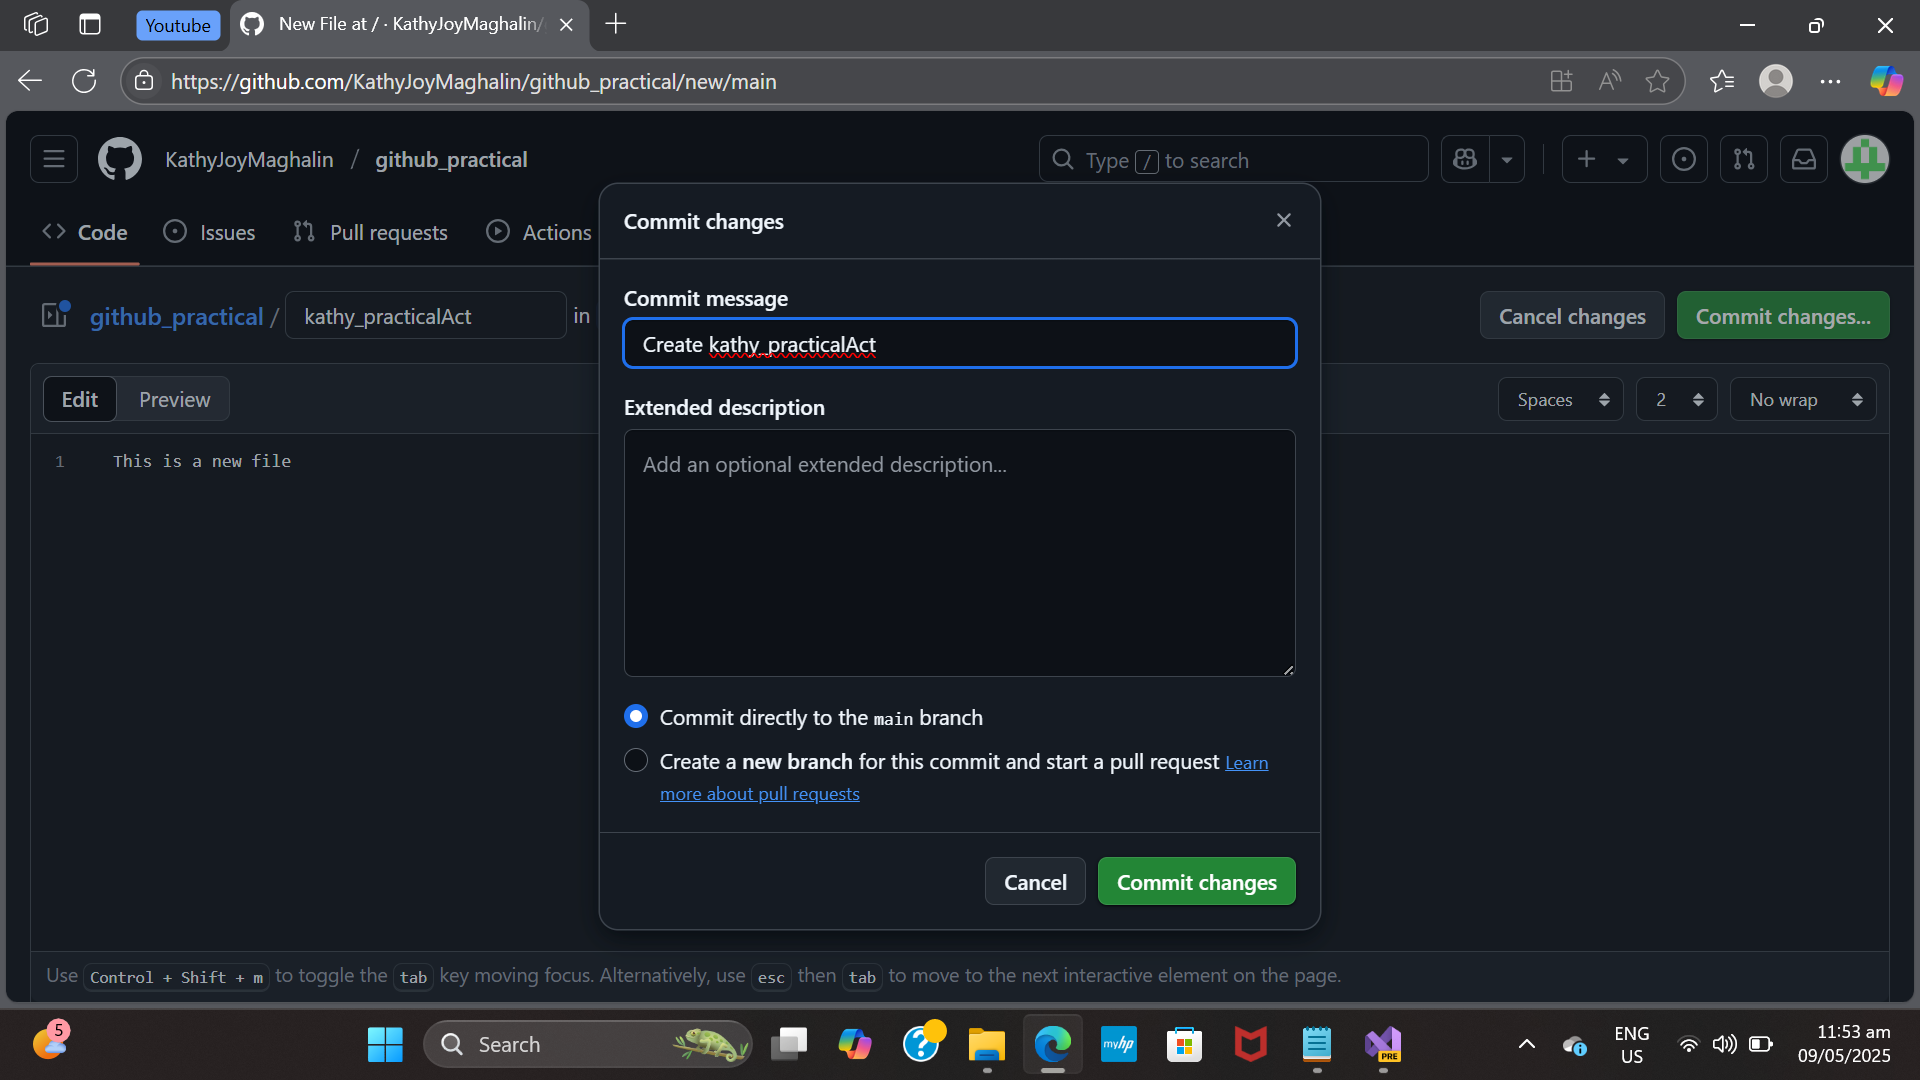 Youtube
New File at / · KathyJoyMaghalin/
https://github.com/KathyJoyMaghalin/github_practical/new/main
KathyJoyMaghalin / github_practical
Type / to search
Code
Issues
Pull requests
Actions
github_practical / kathy_practicalAct in
Cancel changes
Commit changes...
Edit
Preview
Spaces
2
No wrap
1 This is a new file
Commit changes
Commit message
Create kathy_practicalAct
Extended description
Add an optional extended description...
Commit directly to the main branch
Create a new branch for this commit and start a pull request Learn
more about pull requests
Cancel
Commit changes
Use Control + Shift + m to toggle the tab key moving focus. Alternatively, use esc then tab to move to the next interactive element on the page.
5
Search
myhp
PRE
ENG
US
11:53 am
09/05/2025